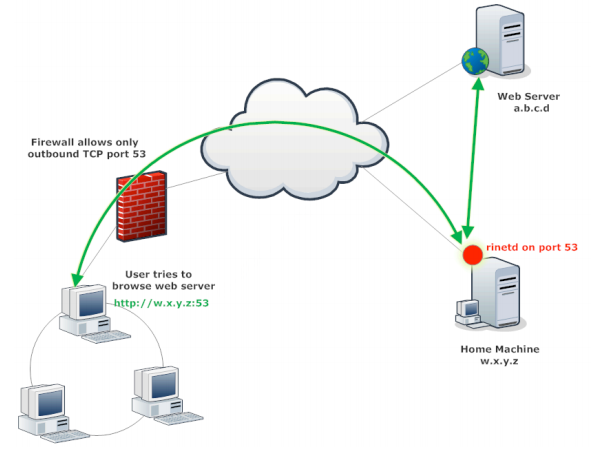 Web Server
a.b.c.d
Firewall allows only
outbound TCP port 53
rinetd on port 53
User tries to
browse web server
http://w.x.y.z:53
Home Machine
w.x.y.z